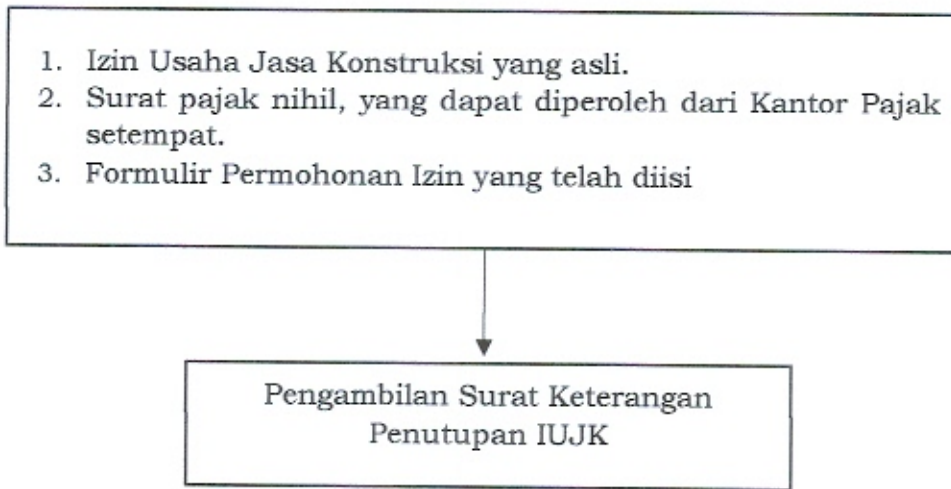 1. Izin Usaha Jasa Konstruksi yang asli.
2. Surat pajak nihil, yang dapat diperoleh dari Kantor Pajak
setempat.
3. Formulir Permohonan Izin yang telah diisi
Pengambilan Surat Keterangan
Penutupan IUJK